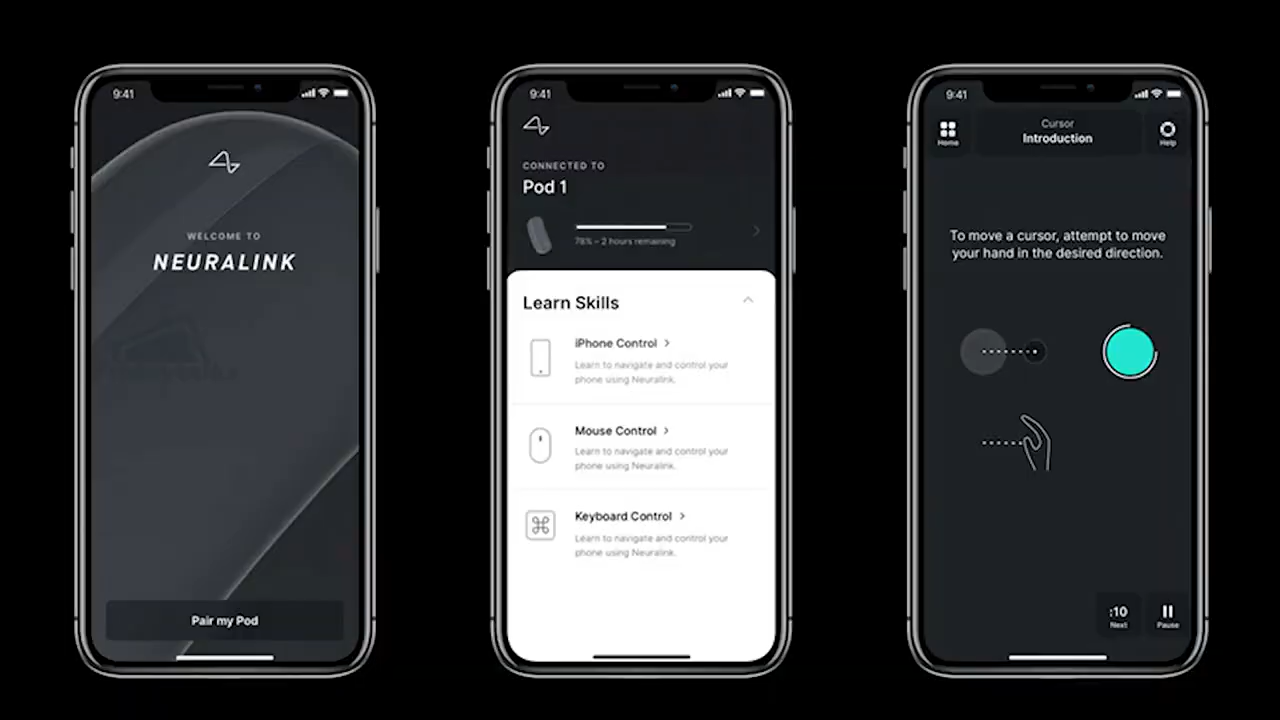 9:41
WELCOME TO
NEURALINK
Pair my Pod
9:41
CONNECTED TO
Pod 1
78% – 2 hours remaining
Learn Skills
iPhone Control >
Learn to navigate and control your
phone using Neuralink.
Mouse Control >
Learn to navigate and control your
phone using Neuralink.
Keyboard Control >
Learn to navigate and control your
phone using Neuralink.
9:41
Home
Cursor
Introduction
Help
To move a cursor, attempt to move
your hand in the desired direction.
:10
Next
Pause